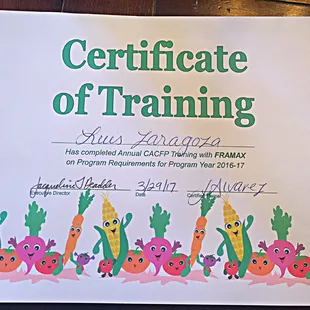 Certificate
of Training
Luis Zaragoza
Has completed Annual CACFP Training with FRAMAX
on Program Requirements for Program Year 2016-17
3/29/17 J Alvarez
Executive Director Date